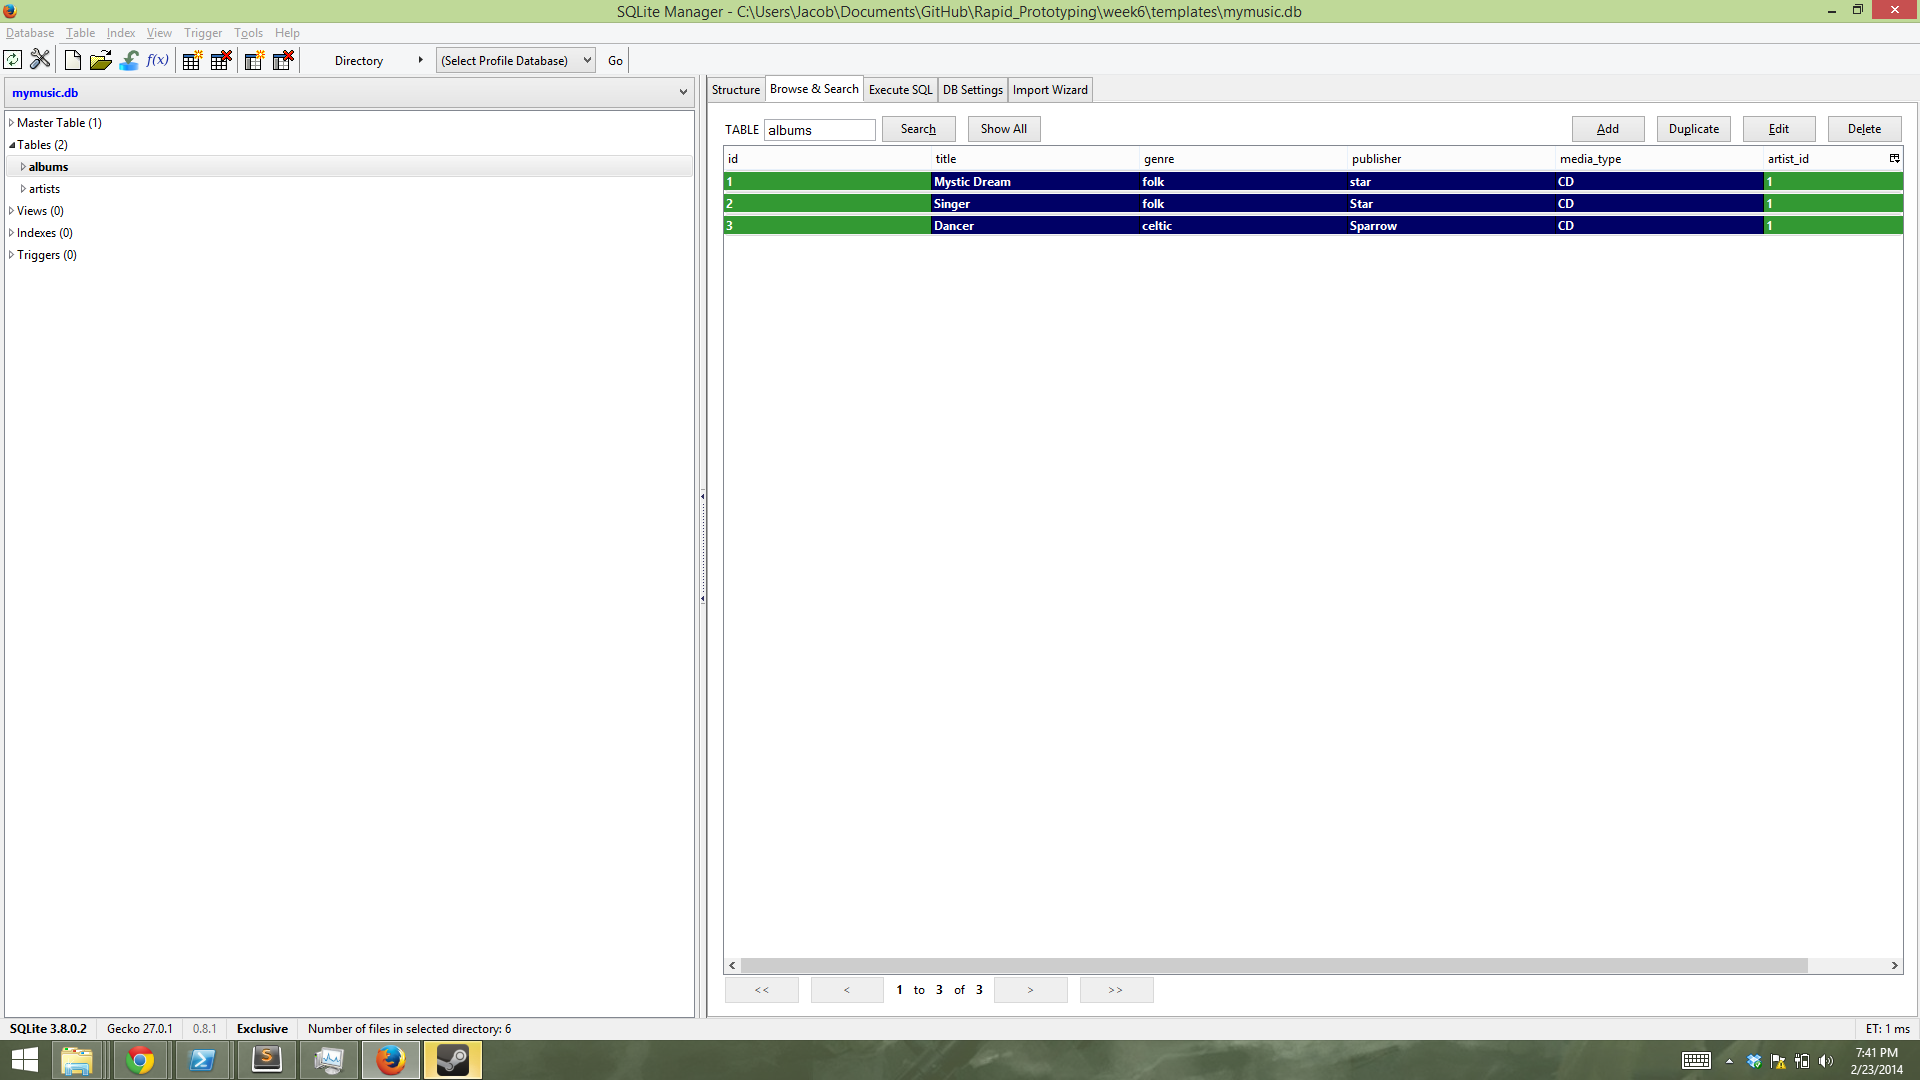 SQLite Manager - C:\Users\Jacob\Documents\GitHub\Rapid_Prototyping\week6\templates\mymusic.db
Database Table Index View Trigger Tools Help
f(x) Directory (Select Profile Database) Go
mymusic.db
Master Table (1)
Tables (2)
albums
artists
Views (0)
Indexes (0)
Triggers (0)
Structure Browse & Search Execute SQL DB Settings Import Wizard
TABLE albums Search Show All Add Duplicate Edit Delete
id title genre publisher media_type artist_id
1 Mystic Dream folk star CD 1
2 Singer folk Star CD 1
3 Dancer celtic Sparrow CD 1
<< < 1 to 3 of 3 > >>
SQLite 3.8.0.2 Gecko 27.0.1 0.8.1 Exclusive Number of files in selected directory: 6 ET: 1 ms
7:41 PM
2/23/2014